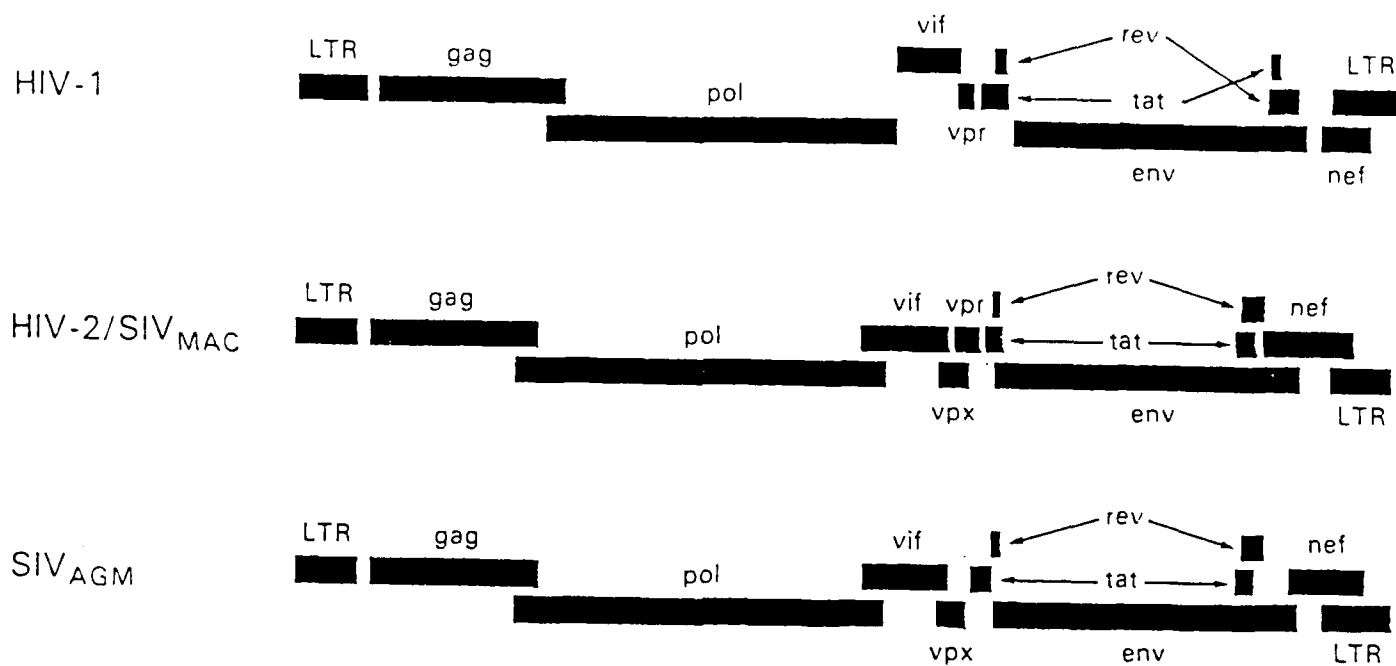 vif rev
LTR gag LTR
HIV-1 pol tat
vpr
env nef
rev
LTR gag vif vpr nef
HIV-2/SIVMAC pol tat
vpx env LTR
rev
LTR gag vif nef
SIVAGM pol tat
vpx env LTR